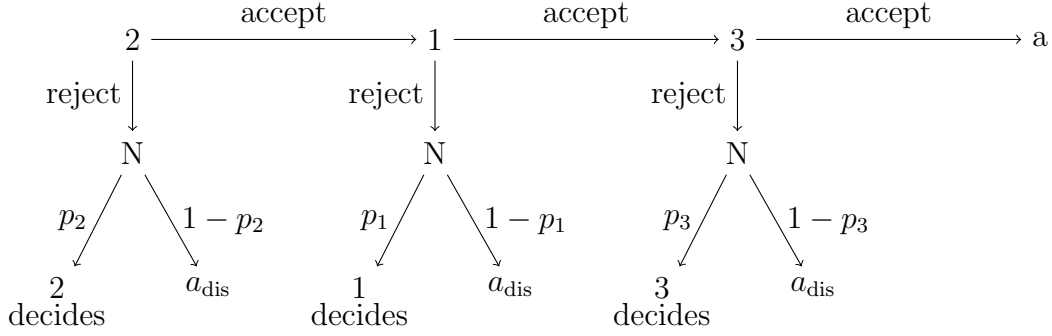 accept accept accept
2 1 3 a
reject reject reject
N N N
p₂ 1 − p₂ p₁ 1 − p₁ p₃ 1 − p₃
2 a_dis 1 a_dis 3 a_dis
decides decides decides